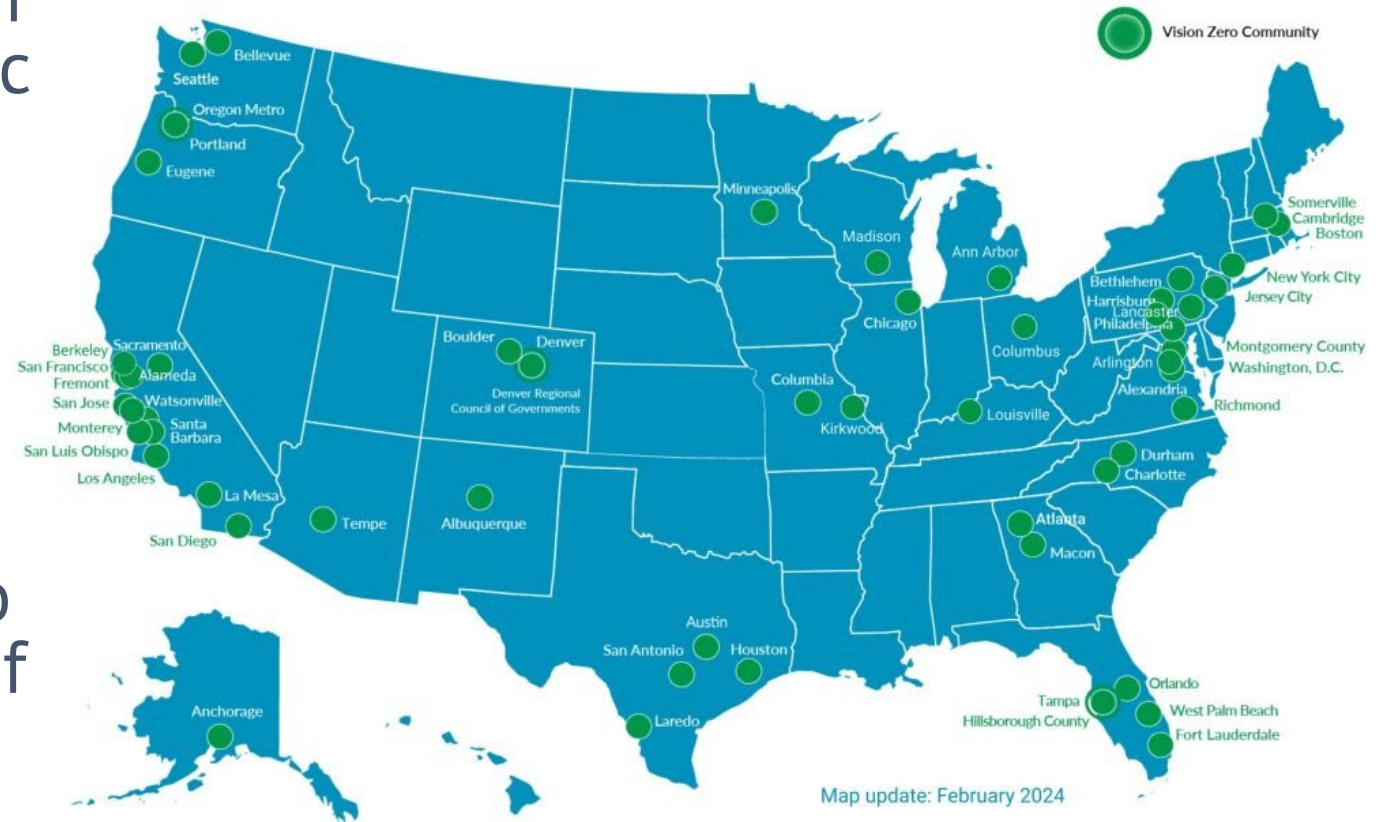 c
f
Vision Zero Community
Bellevue
Seattle
Oregon Metro
Portland
Eugene
Minneapolis
Madison
Ann Arbor
Chicago
Columbus
Somerville
Cambridge
Boston
New York City
Jersey City
Bethlehem
Harrisburg
Lancaster
Philadelphia
Montgomery County
Washington, D.C.
Arlington
Alexandria
Richmond
Berkeley
Sacramento
San Francisco
Alameda
Fremont
San Jose
Watsonville
Monterey
Santa
Barbara
San Luis Obispo
Los Angeles
La Mesa
San Diego
Boulder
Denver
Denver Regional
Council of Governments
Columbia
Kirkwood
Louisville
Durham
Charlotte
Tempe
Albuquerque
Atlanta
Macon
Austin
San Antonio
Houston
Laredo
Orlando
Tampa
West Palm Beach
Hillsborough County
Fort Lauderdale
Anchorage
Map update: February 2024